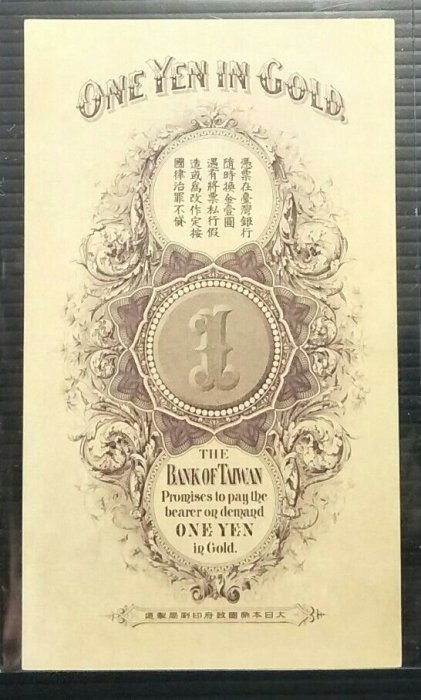 ONE YEN IN GOLD.
憑票在臺灣銀行
隨時換金壹圓
遇有將票私行假
造或爲改作定按
國律治罪不貸
1
THE
BANK OF TAIWAN
Promises to pay the
bearer on demand
ONE YEN
in Gold.
大日本帝國政府印刷局製造